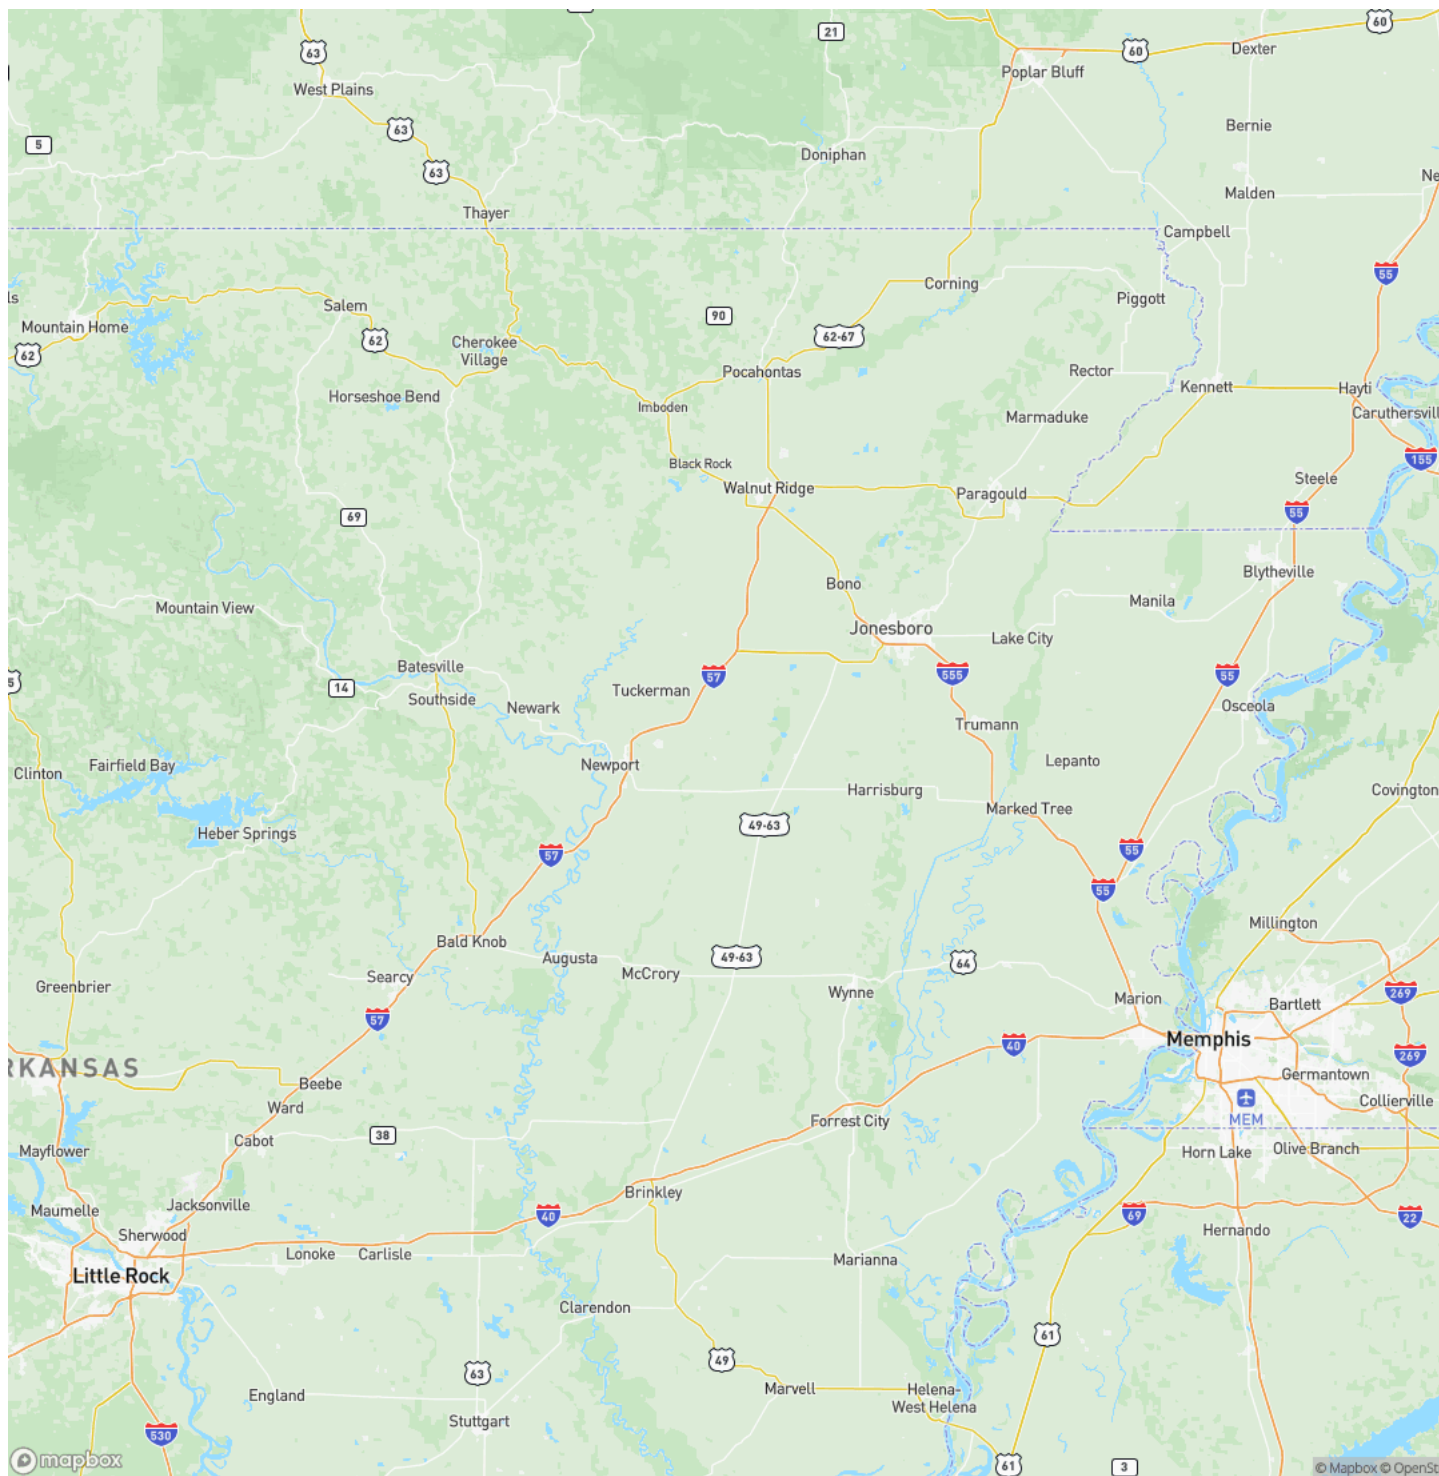 60
21
63
60
Dexter
Poplar Bluff
West Plains
63
Bernie
5
Doniphan
63
Malden
Ne
Thayer
Campbell
55
Corning
ls
Salem
Piggott
Mountain Home
90
62
62-67
62
Cherokee
Village
Pocahontas
Rector
Kennett
Hayti
Horseshoe Bend
Imboden
Marmaduke
Caruthersvill
Black Rock
155
Steele
Walnut Ridge
Paragould
69
55
Blytheville
Bono
Mountain View
Manila
Jonesboro
Lake City
Batesville
5
14
57
555
55
Tuckerman
Southside
Newark
Osceola
Trumann
Fairfield Bay
Newport
Lepanto
Clinton
Harrisburg
Covington
Marked Tree
Heber Springs
49-63
57
55
55
Millington
Bald Knob
Augusta
49-63
64
Searcy
McCrory
Greenbrier
Wynne
269
Marion
Bartlett
57
Memphis
40
269
RKANSAS
Beebe
Germantown
Ward
Collierville
MEM
Forrest City
38
Cabot
Mayflower
Horn Lake
Olive Branch
Brinkley
Jacksonville
Maumelle
40
69
22
Sherwood
Hernando
Lonoke
Carlisle
Marianna
Little Rock
Clarendon
61
49
63
Marvell
Helena-
West Helena
England
Stuttgart
530
mapbox
61
3
© Mapbox © OpenSt